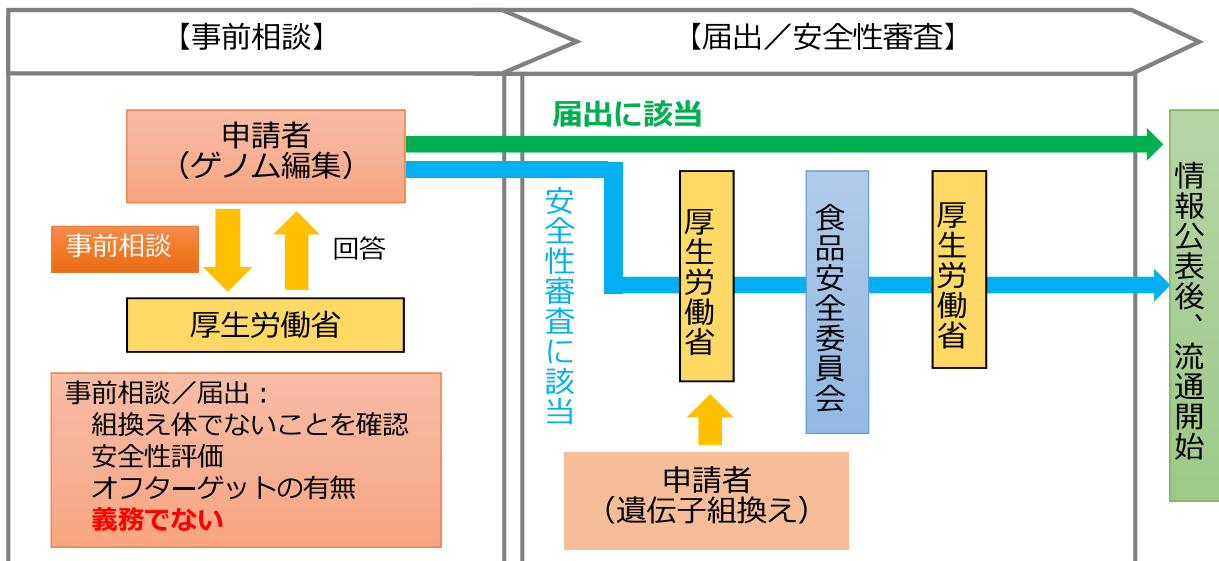 【事前相談】
【届出／安全性審査】
申請者
（ゲノム編集）
事前相談
回答
厚生労働省
事前相談／届出：
組換え体でないことを確認
安全性評価
オフターゲットの有無
義務でない
届出に該当
安全性審査に該当
厚生労働省
食品安全委員会
厚生労働省
申請者
（遺伝子組換え）
情報公表後、流通開始